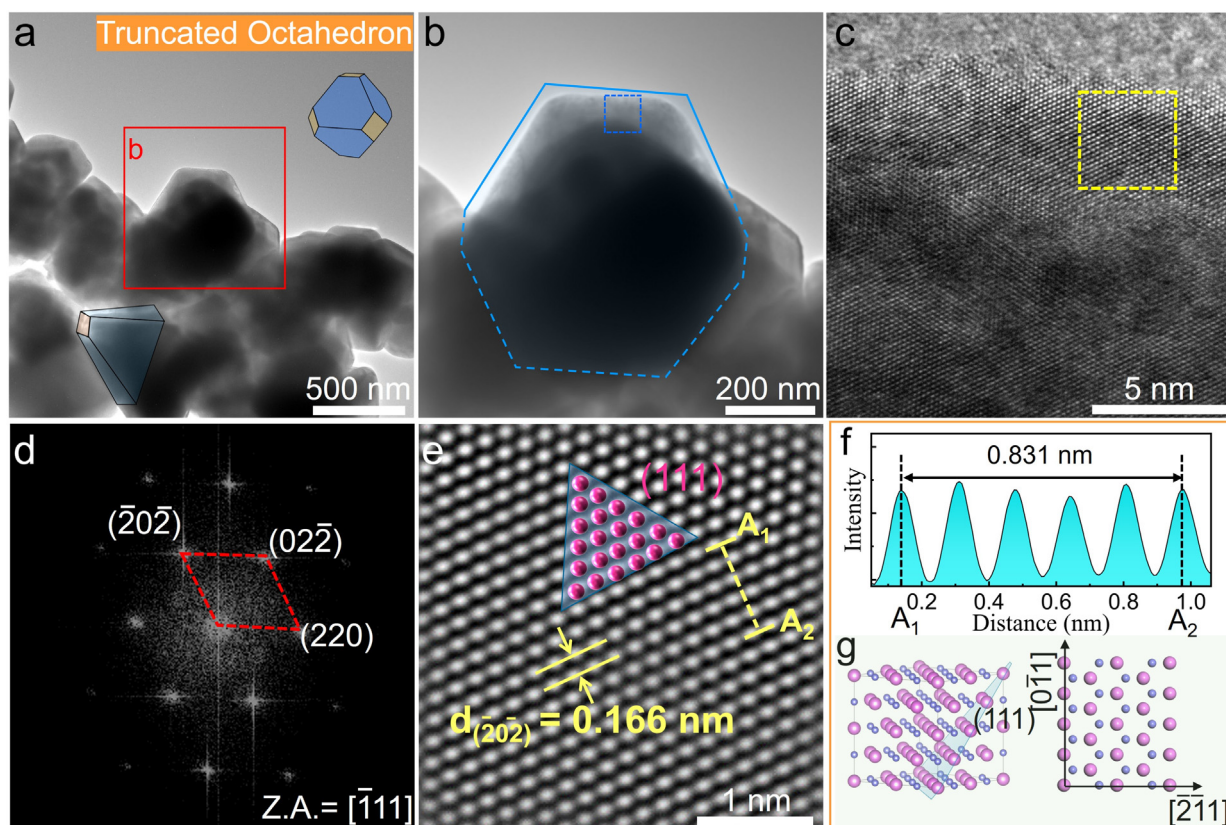 a
Truncated Octahedron
b
500 nm
b
200 nm
c
5 nm
d
(2̅02̅)
(022̅)
(220)
Z.A.= [1̅11]
e
(111)
A₁
A₂
d₍2̅02̅₎ = 0.166 nm
1 nm
f
0.831 nm
Intensity
0.2 0.4 0.6 0.8 1.0
A₁ Distance (nm) A₂
g
(111)
[01̅1]
[2̅1̅1]